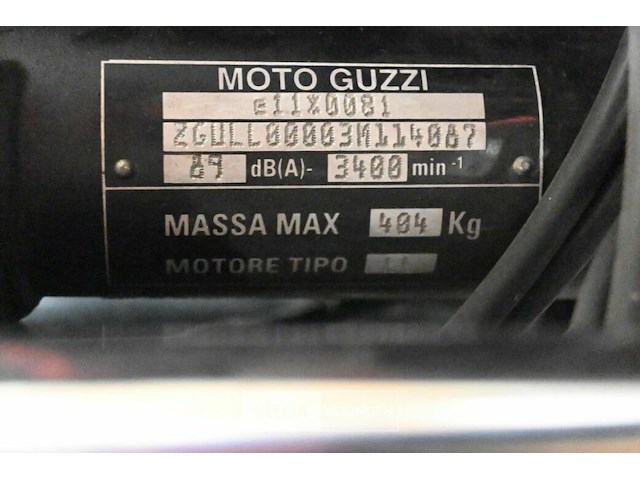 MOTO GUZZI
e11X0081
ZGULL00003M114087
89 dB(A)- 3400 min -1
MASSA MAX 404 Kg
MOTORE TIPO